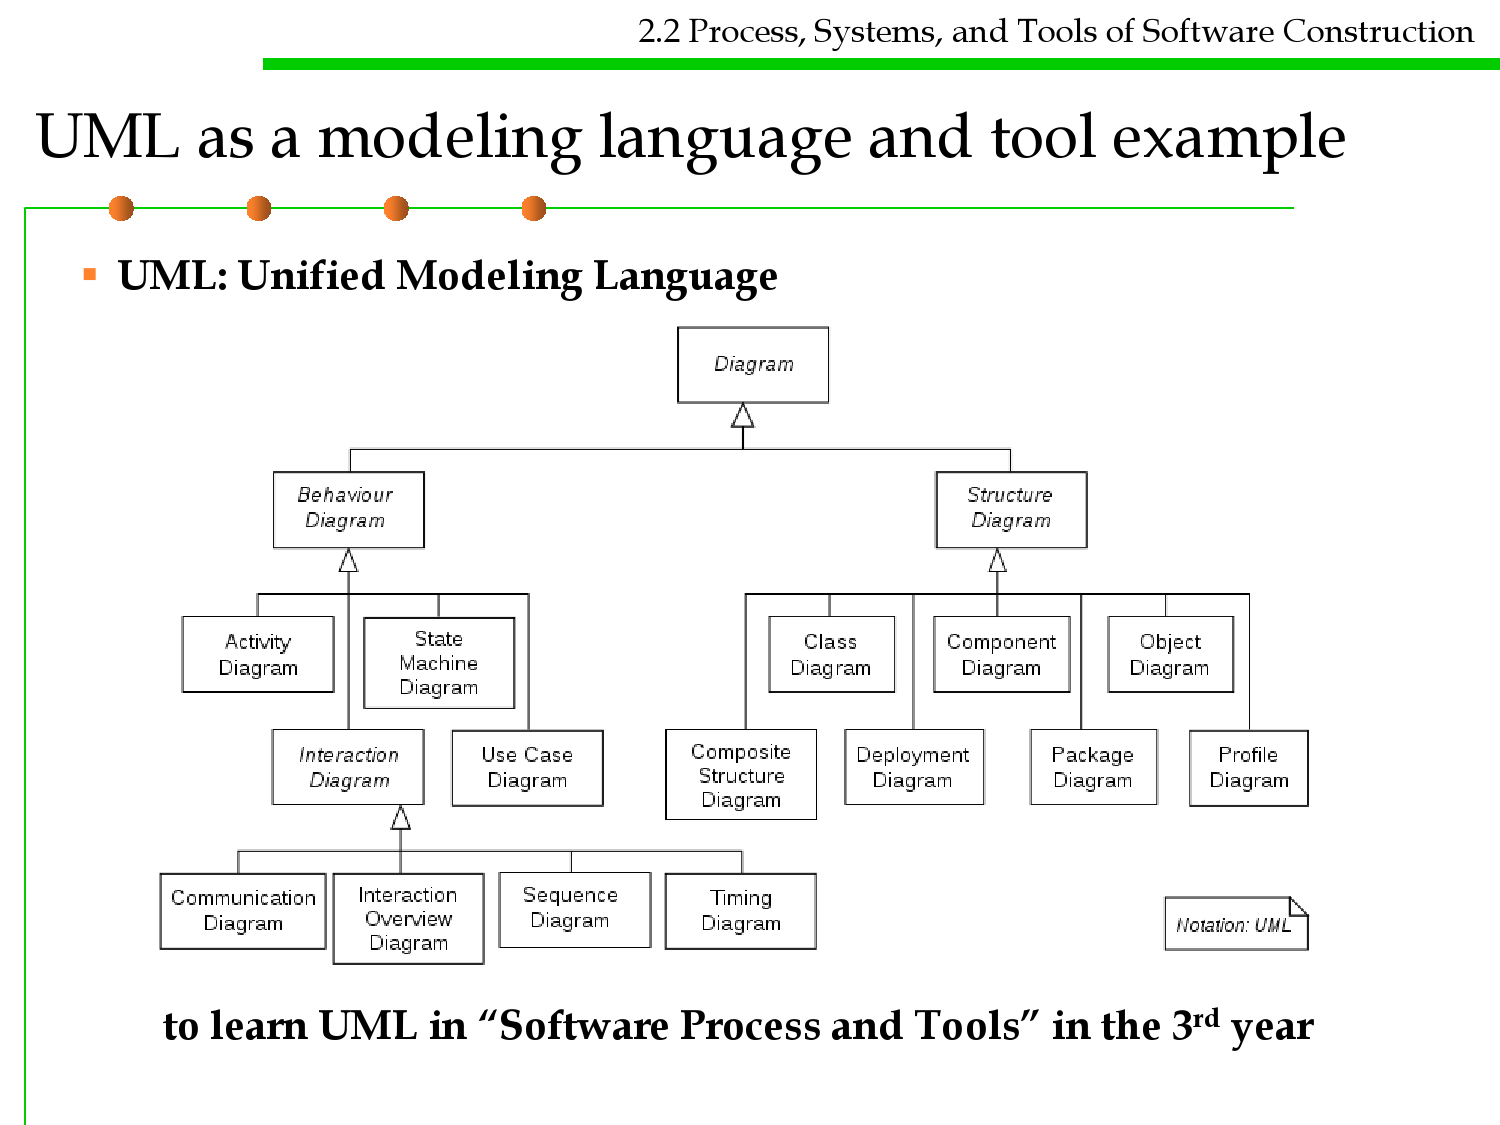 2.2 Process, Systems, and Tools of Software Construction
UML as a modeling language and tool example
▪ UML: Unified Modeling Language
Diagram
Behaviour
Diagram
Structure
Diagram
Activity
Diagram
State
Machine
Diagram
Class
Diagram
Component
Diagram
Object
Diagram
Interaction
Diagram
Use Case
Diagram
Composite
Structure
Diagram
Deployment
Diagram
Package
Diagram
Profile
Diagram
Communication
Diagram
Interaction
Overview
Diagram
Sequence
Diagram
Timing
Diagram
Notation: UML
to learn UML in “Software Process and Tools” in the 3rd year